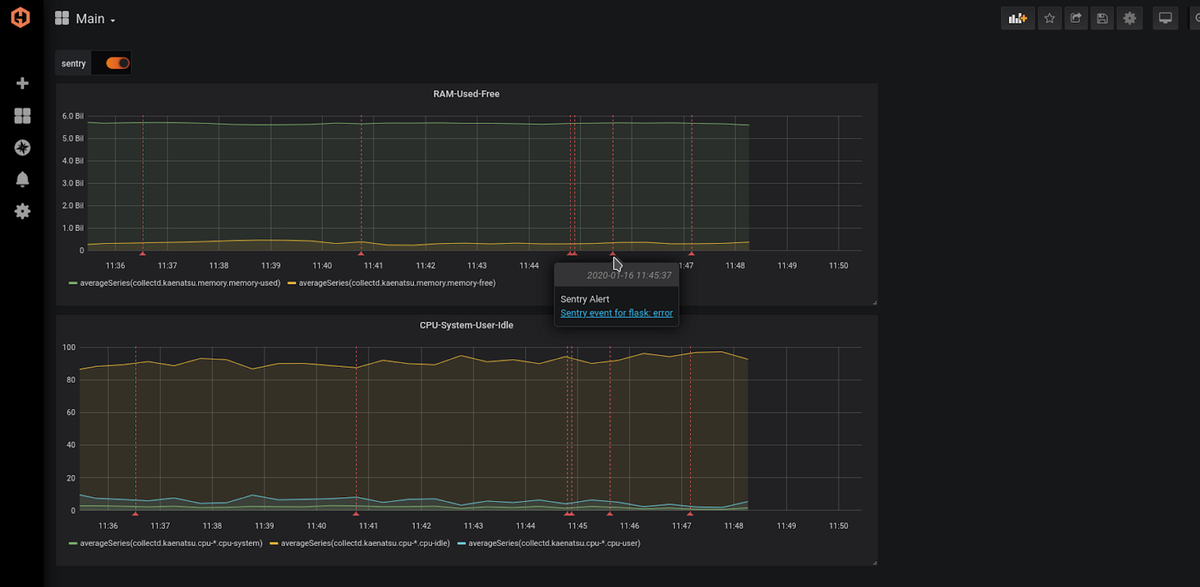 Main
sentry
RAM-Used-Free
6.0 Bil
5.0 Bil
4.0 Bil
3.0 Bil
2.0 Bil
1.0 Bil
0
11:36 11:37 11:38 11:39 11:40 11:41 11:42 11:43 11:44 :47 11:48 11:49 11:50
averageSeries(collectd.kaenatsu.memory.memory-used) averageSeries(collectd.kaenatsu.memory.memory-free)
2020-01-16 11:45:37
Sentry Alert
Sentry event for flask: error
CPU-System-User-Idle
100
80
60
40
20
0
11:36 11:37 11:38 11:39 11:40 11:41 11:42 11:43 11:44 11:45 11:46 11:47 11:48 11:49 11:50
averageSeries(collectd.kaenatsu.cpu-*.cpu-system) averageSeries(collectd.kaenatsu.cpu-*.cpu-idle) averageSeries(collectd.kaenatsu.cpu-*.cpu-user)